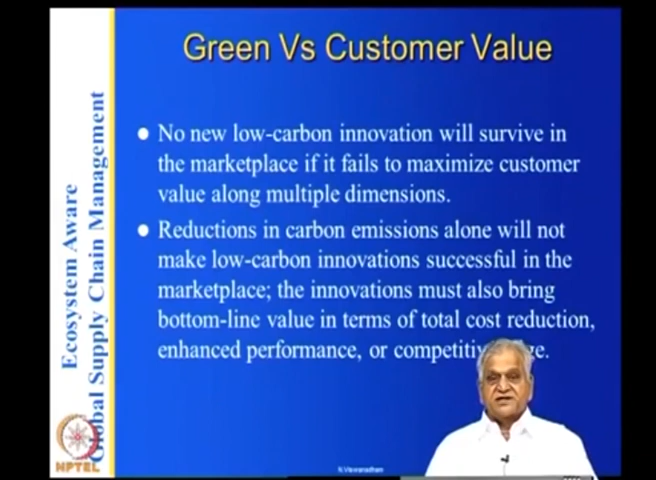 Green Vs Customer Value
No new low-carbon innovation will survive in
the marketplace if it fails to maximize customer
value along multiple dimensions.
Reductions in carbon emissions alone will not
make low-carbon innovations successful in the
marketplace; the innovations must also bring
bottom-line value in terms of total cost reduction,
enhanced performance, or
Ecosystem Aware
Global Supply Chain Management
NPTEL
N.Viswanadham